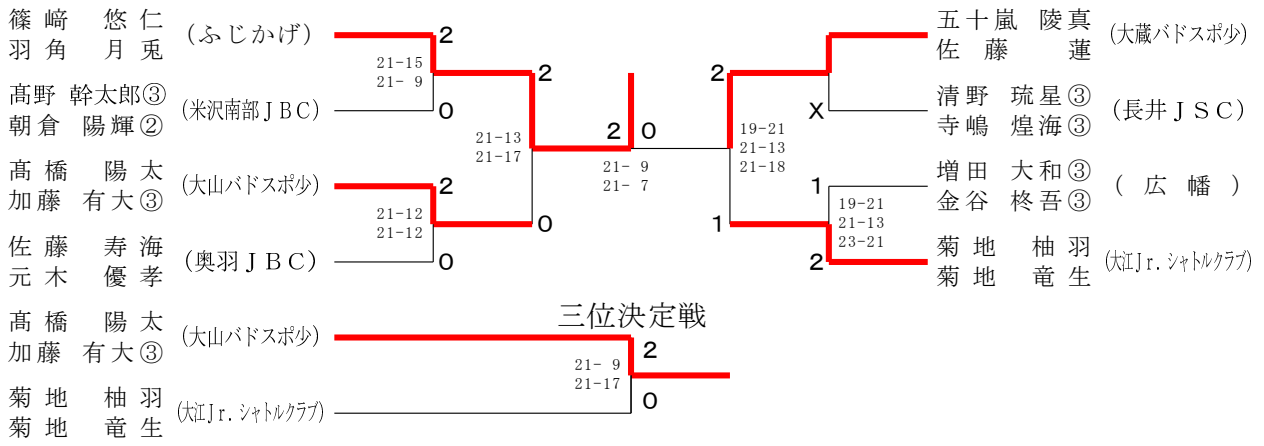 篠﨑 悠仁
羽角 月兎
(ふじかげ)
2
21-15
21- 9
髙野 幹太郎③
朝倉 陽輝②
(米沢南部ＪＢＣ)
0
2
21-13
21-17
髙橋 陽太
加藤 有大③
(大山バドスポ少)
2
21-12
21-12
0
佐藤 寿海
元木 優孝
(奥羽ＪＢＣ)
0
2 0
21- 9
21- 7
五十嵐 陵真
佐藤 蓮
(大蔵バドスポ少)
2
X
清野 琉星③
寺嶋 煌海③
(長井ＪＳＣ)
19-21
21-13
21-18
増田 大和③
金谷 柊吾③
(広幡)
1
19-21
21-13
23-21
1
2
菊地 柚羽
菊地 竜生
(大江Jr.シャトルクラブ)
三位決定戦
髙橋 陽太
加藤 有大③
(大山バドスポ少)
2
21- 9
21-17
0
菊地 柚羽
菊地 竜生
(大江Jr.シャトルクラブ)